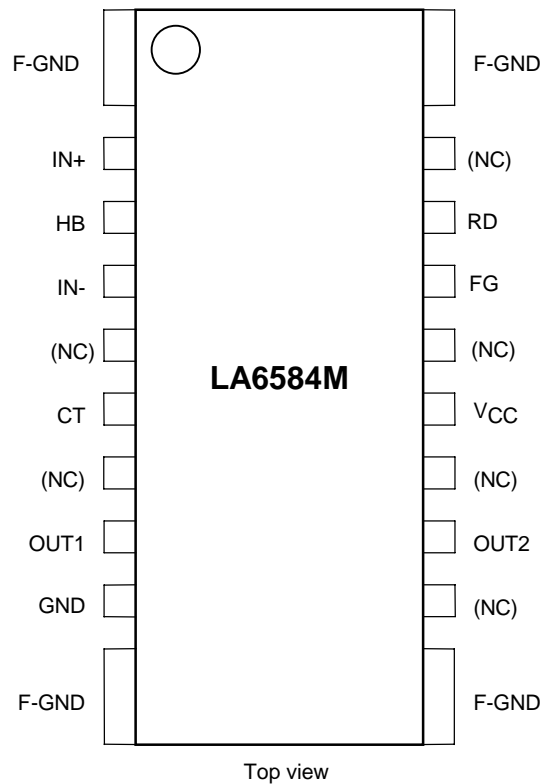 F-GND F-GND
IN+ (NC)
HB RD
IN- FG
(NC) (NC)
LA6584M
CT VCC
(NC) (NC)
OUT1 OUT2
GND (NC)
F-GND F-GND
Top view